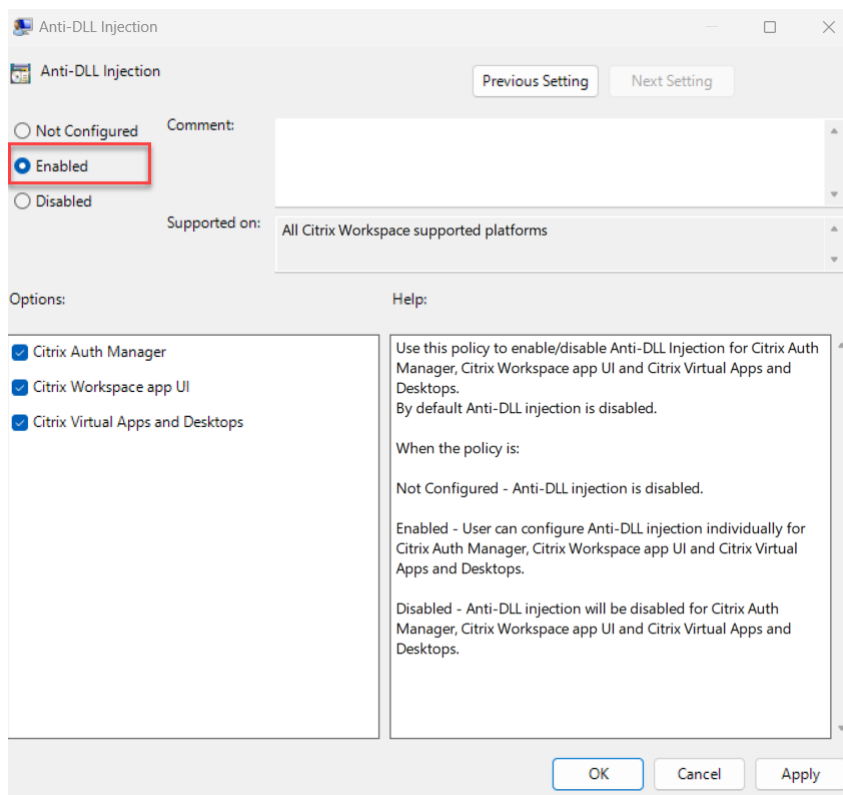 Anti-DLL Injection
Anti-DLL Injection
Previous Setting
Next Setting
Not Configured
Comment:
Enabled
Disabled
Supported on:
All Citrix Workspace supported platforms
Options:
Help:
Citrix Auth Manager
Citrix Workspace app UI
Citrix Virtual Apps and Desktops
Use this policy to enable/disable Anti-DLL Injection for Citrix Auth
Manager, Citrix Workspace app UI and Citrix Virtual Apps and
Desktops.
By default Anti-DLL injection is disabled.
When the policy is:
Not Configured - Anti-DLL injection is disabled.
Enabled - User can configure Anti-DLL injection individually for
Citrix Auth Manager, Citrix Workspace app UI and Citrix Virtual
Apps and Desktops.
Disabled - Anti-DLL injection will be disabled for Citrix Auth
Manager, Citrix Workspace app UI and Citrix Virtual Apps and
Desktops.
OK
Cancel
Apply